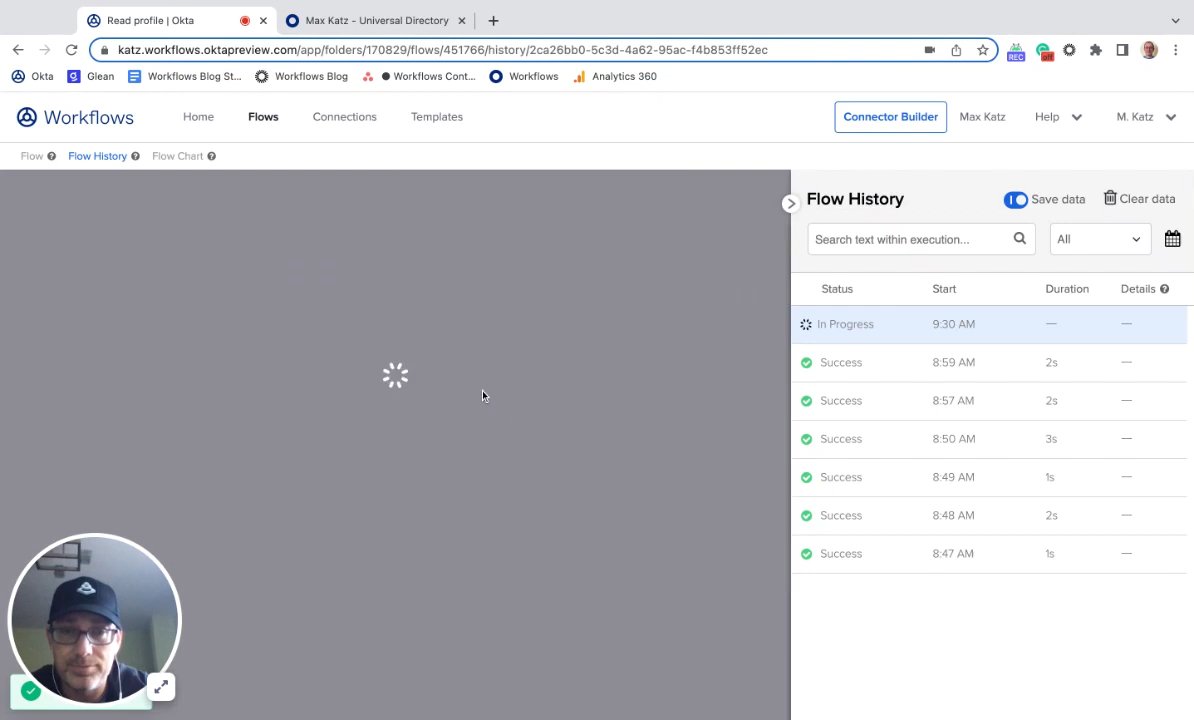 Read profile | Okta
Max Katz - Universal Directory
katz.workflows.oktapreview.com/app/folders/170829/flows/451766/history/2ca26bb0-5c3d-4a62-95ac-f4b853ff52ec
REC
off
Okta
Glean
Workflows Blog St...
Workflows Blog
Workflows Cont...
Workflows
Analytics 360
Workflows
Home
Flows
Connections
Templates
Connector Builder
Max Katz
Help
M. Katz
Flow
Flow History
Flow Chart
Flow History
Save data
Clear data
Search text within execution...
All
Status Start Duration Details
In Progress 9:30 AM — —
Success 8:59 AM 2s —
Success 8:57 AM 2s —
Success 8:50 AM 3s —
Success 8:49 AM 1s —
Success 8:48 AM 2s —
Success 8:47 AM 1s —